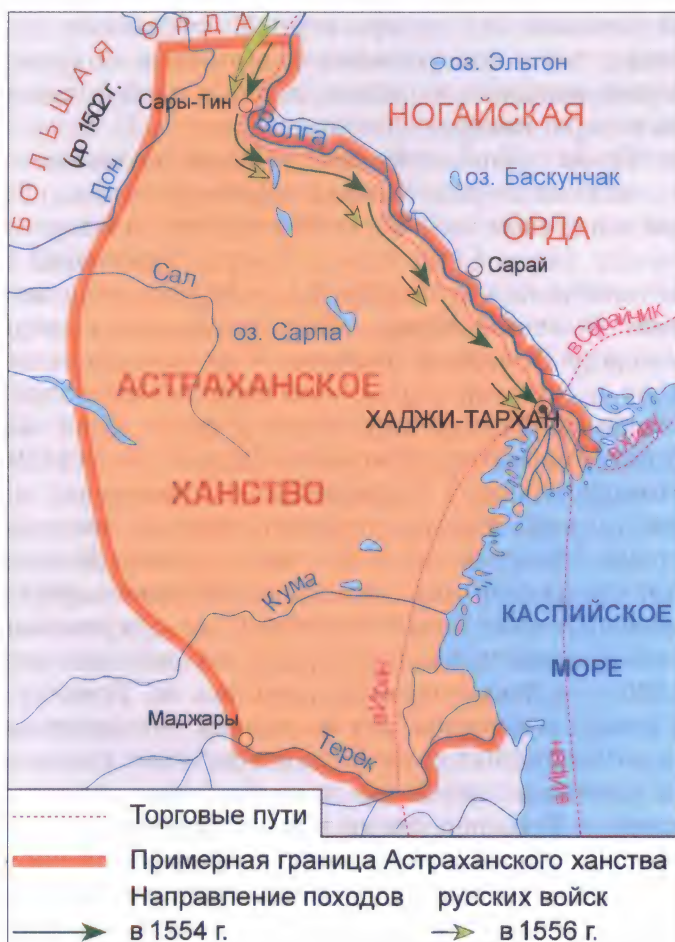 БОЛЬШАЯ ОРДА
(до 1502 г.)
оз. Эльтон
Сары-Тин
НОГАЙСКАЯ
Волга
Дон
оз. Баскунчак
ОРДА
Сарай
Сал
в Сарайчик
оз. Сарпа
АСТРАХАНСКОЕ
ХАДЖИ-ТАРХАН
в Хиву
ХАНСТВО
Кума
КАСПИЙСКОЕ
МОРЕ
в Иран
Маджары
Терек
в Иран
Торговые пути
Примерная граница Астраханского ханства
Направление походов русских войск
в 1554 г. в 1556 г.